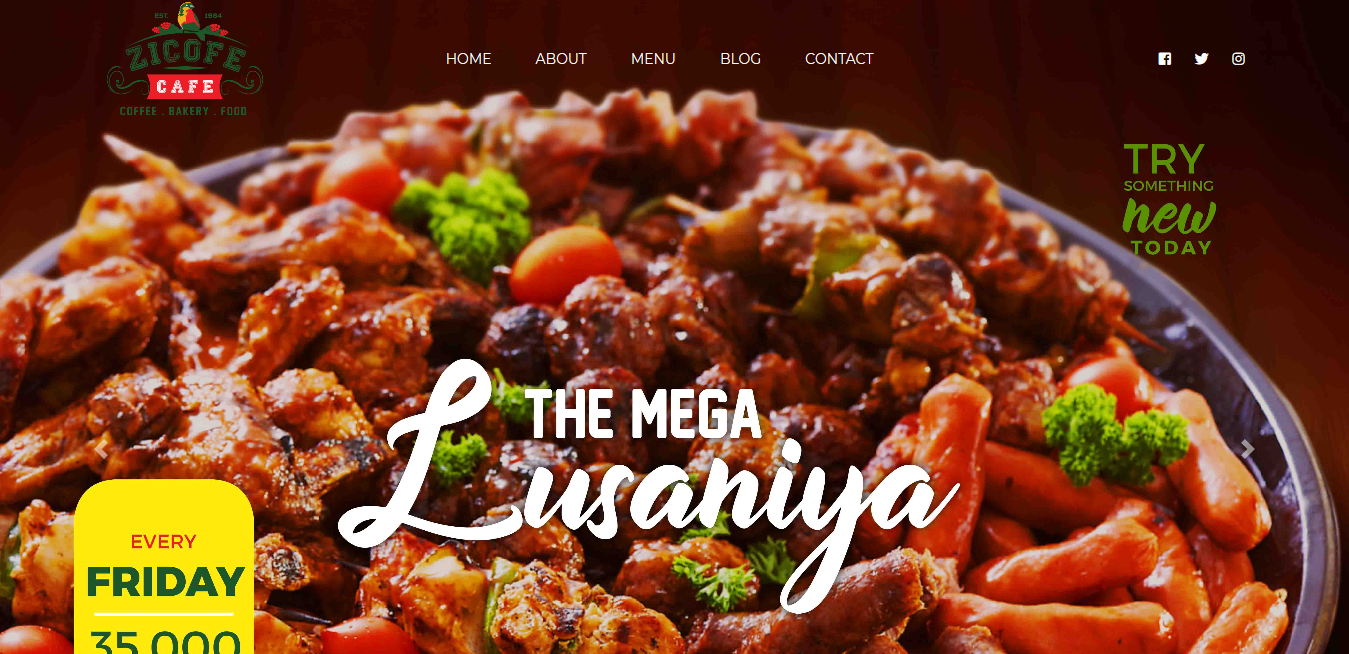 EST. 1984
ZICOFE
CAFE
COFFEE . BAKERY . FOOD
HOME ABOUT MENU BLOG CONTACT
TRY
SOMETHING
new
TODAY
THE MEGA
Lusaniya
EVERY
FRIDAY
35,000